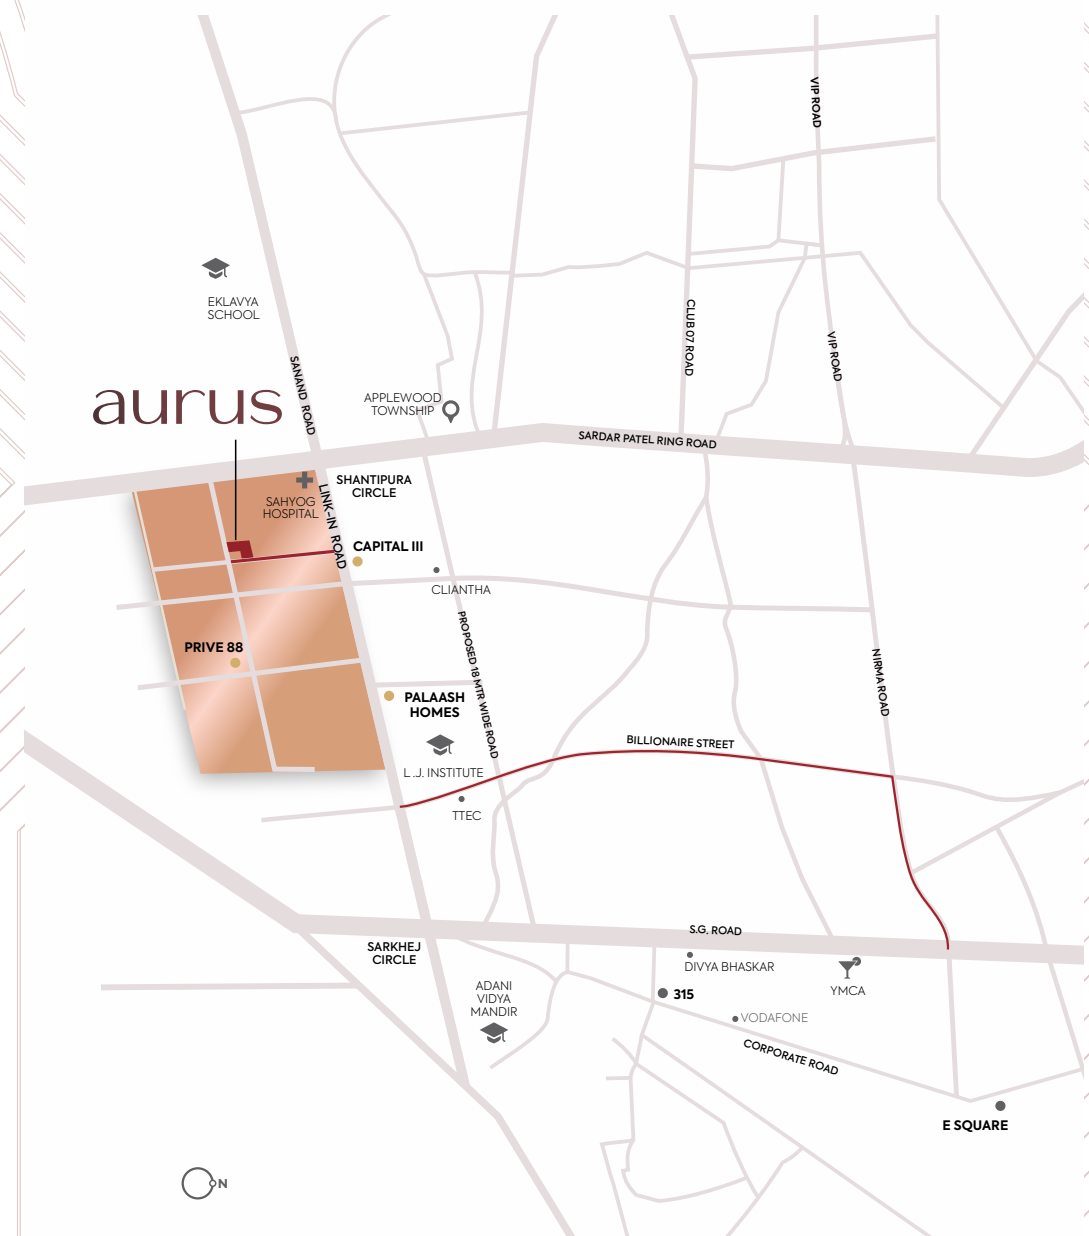 VIP ROAD
EKLAVYA
SCHOOL
CLUB 07 ROAD
VIP ROAD
SANAND ROAD
aurus
APPLEWOOD
TOWNSHIP
SARDAR PATEL RING ROAD
SHANTIPURA
CIRCLE
SAHYOG
HOSPITAL
LINK-IN ROAD
CAPITAL III
CLIANTHA
PROPOSED 18 MTR WIDE ROAD
PRIVE 88
NIRMA ROAD
PALAASH
HOMES
BILLIONAIRE STREET
L.J. INSTITUTE
TTEC
S.G. ROAD
SARKHEJ
CIRCLE
DIVYA BHASKAR
YMCA
ADANI
VIDYA
MANDIR
315
VODAFONE
CORPORATE ROAD
E SQUARE
N